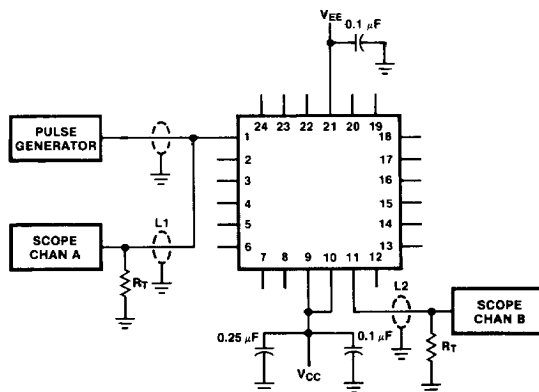 VEE
0.1 μF
24 23 22 21 20 19
PULSE
GENERATOR
1
18
2
17
3
16
4
15
5
14
6
13
SCOPE
CHAN A
L1
RT
7 8 9 10 11 12
L2
SCOPE
CHAN B
RT
0.25 μF
0.1 μF
VCC